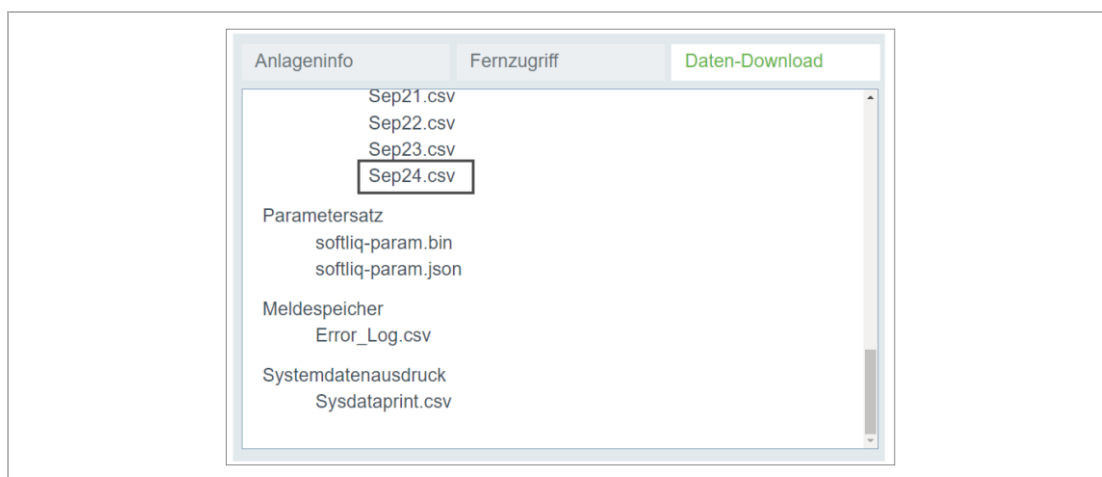 Anlageninfo Fernzugriff Daten-Download
Sep21.csv
Sep22.csv
Sep23.csv
Sep24.csv
Parametersatz
softliq-param.bin
softliq-param.json
Meldespeicher
Error_Log.csv
Systemdatenausdruck
Sysdataprint.csv